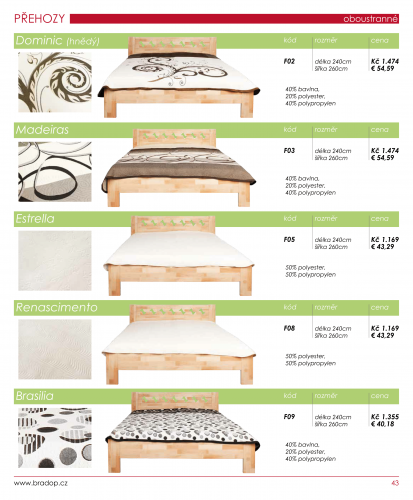 PŘEHOZY oboustranné
Dominic (hnědý) kód rozměr cena
F02 délka 240cm Kč 1.474
šířka 260cm € 54,59
40% bavlna,
20% polyester,
40% polypropylen
Madeiras kód rozměr cena
F03 délka 240cm Kč 1.474
šířka 260cm € 54,59
40% bavlna,
20% polyester,
40% polypropylen
Estrella kód rozměr cena
F05 délka 240cm Kč 1.169
šířka 260cm € 43,29
50% polyester,
50% polypropylen
Renascimento kód rozměr cena
F08 délka 240cm Kč 1.169
šířka 260cm € 43,29
50% polyester,
50% polypropylen
Brasilia kód rozměr cena
F09 délka 240cm Kč 1.355
šířka 260cm € 40,18
40% bavlna,
20% polyester,
40% polypropylen
www.bradop.cz 43